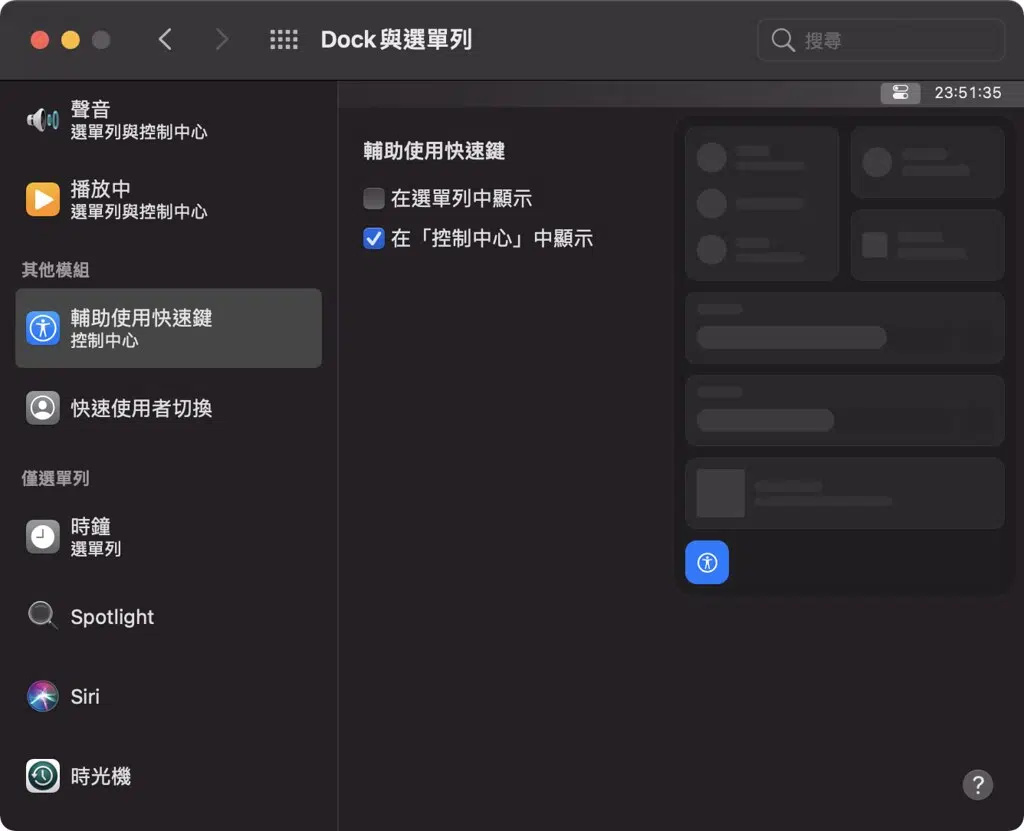 Dock與選單列
搜尋
聲音
選單列與控制中心
播放中
選單列與控制中心
其他模組
輔助使用快速鍵
控制中心
快速使用者切換
僅選單列
時鐘
選單列
Spotlight
Siri
時光機
23:51:35
輔助使用快速鍵
在選單列中顯示
在「控制中心」中顯示
?